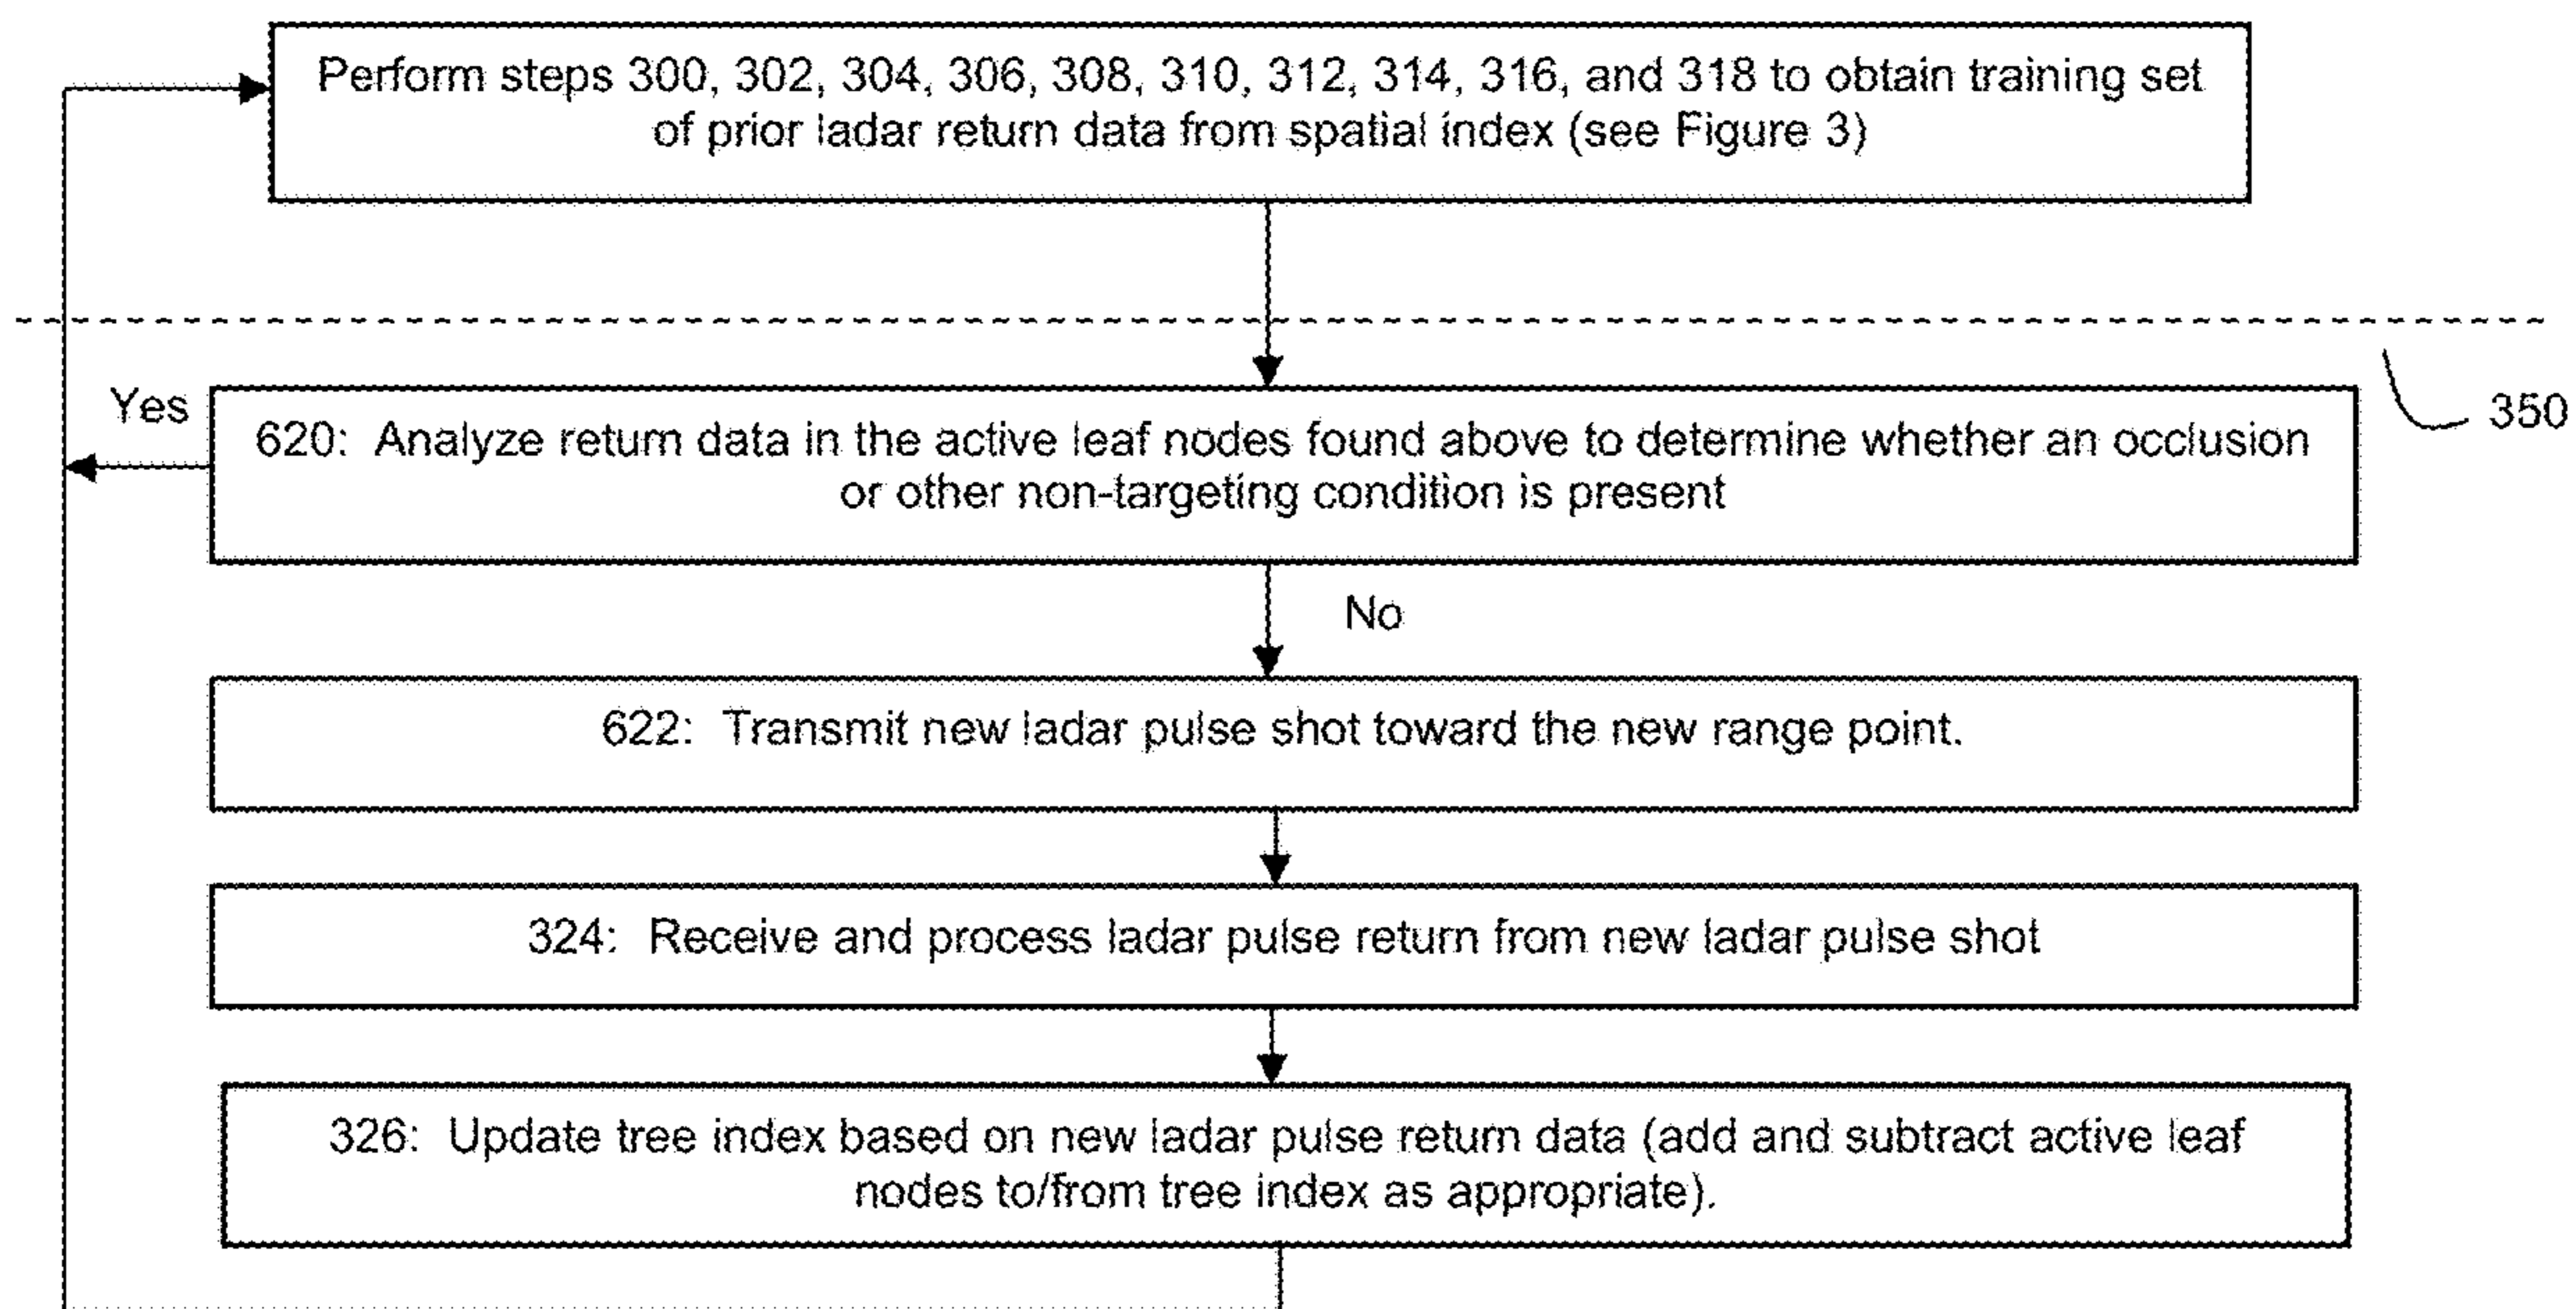 Perform steps 300, 302, 304, 306, 308, 310, 312, 314, 316, and 318 to obtain training set
of prior ladar return data from spatial index (see Figure 3)
350
Yes
620: Analyze return data in the active leaf nodes found above to determine whether an occlusion
or other non-targeting condition is present
No
622: Transmit new ladar pulse shot toward the new range point.
324: Receive and process ladar pulse return from new ladar pulse shot
326: Update tree index based on new ladar pulse return data (add and subtract active leaf
nodes to/from tree index as appropriate).